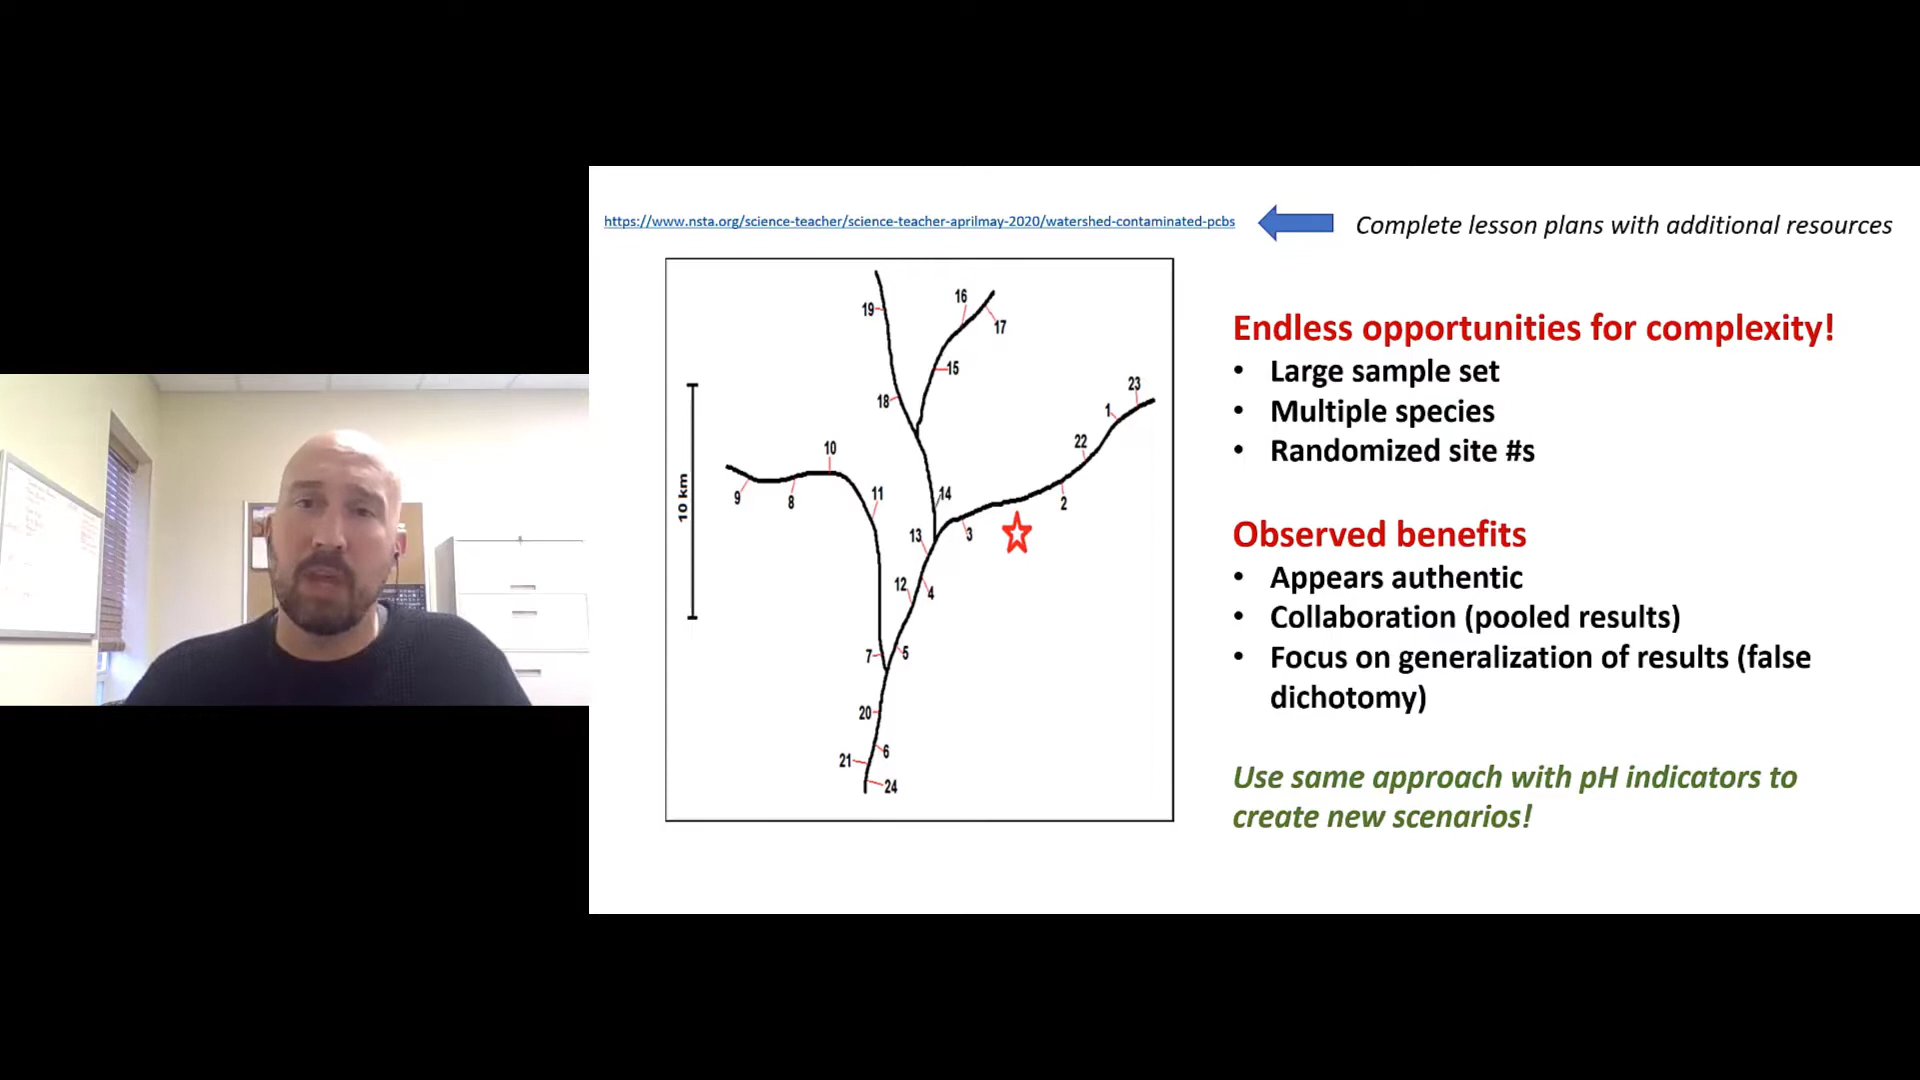 https://www.nsta.org/science-teacher/science-teacher-aprilmay-2020/watershed-contaminated-pcbs
Complete lesson plans with additional resources
19
16
17
15
18
23
1
22
10
9
8
11
14
2
10 km
13
3
12
4
7
5
20
6
21
24
Endless opportunities for complexity!
• Large sample set
• Multiple species
• Randomized site #s
Observed benefits
• Appears authentic
• Collaboration (pooled results)
• Focus on generalization of results (false
dichotomy)
Use same approach with pH indicators to
create new scenarios!